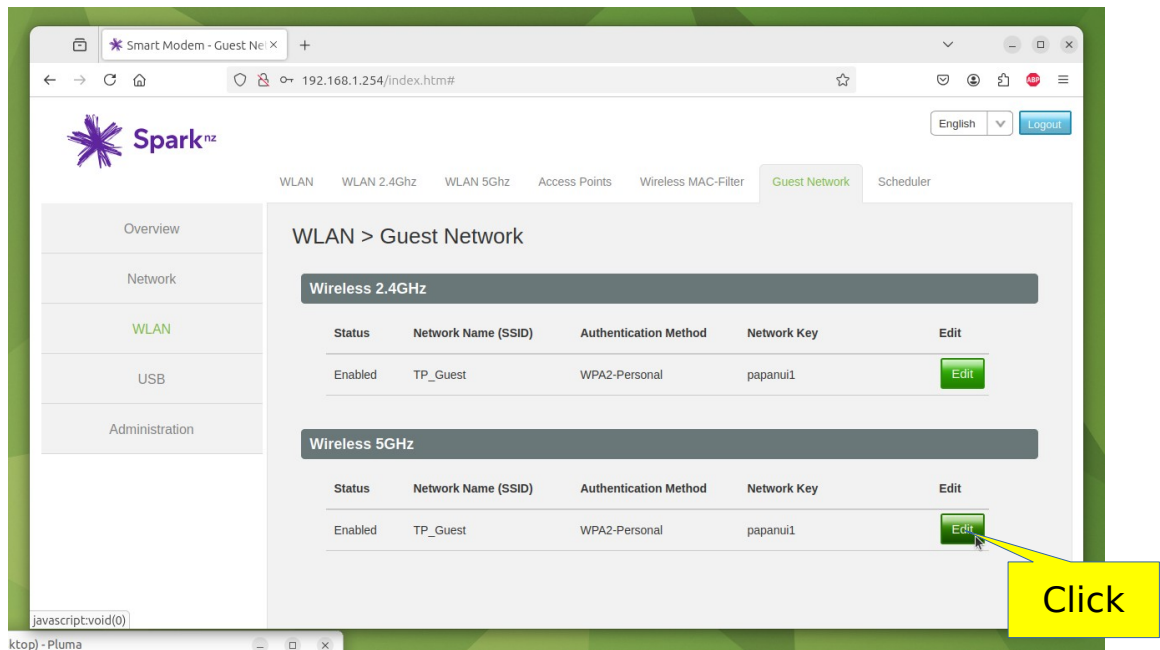 Smart Modem - Guest Ne
192.168.1.254/index.htm#
ABP
Spark nz
English
Logout
WLAN WLAN 2.4Ghz WLAN 5Ghz Access Points Wireless MAC-Filter Guest Network Scheduler
Overview
Network
WLAN
USB
Administration
WLAN > Guest Network
Wireless 2.4GHz
Status Network Name (SSID) Authentication Method Network Key Edit
Enabled TP_Guest WPA2-Personal papanui1 Edit
Wireless 5GHz
Status Network Name (SSID) Authentication Method Network Key Edit
Enabled TP_Guest WPA2-Personal papanui1 Edit
Click
javascript:void(0)
ktop) - Pluma